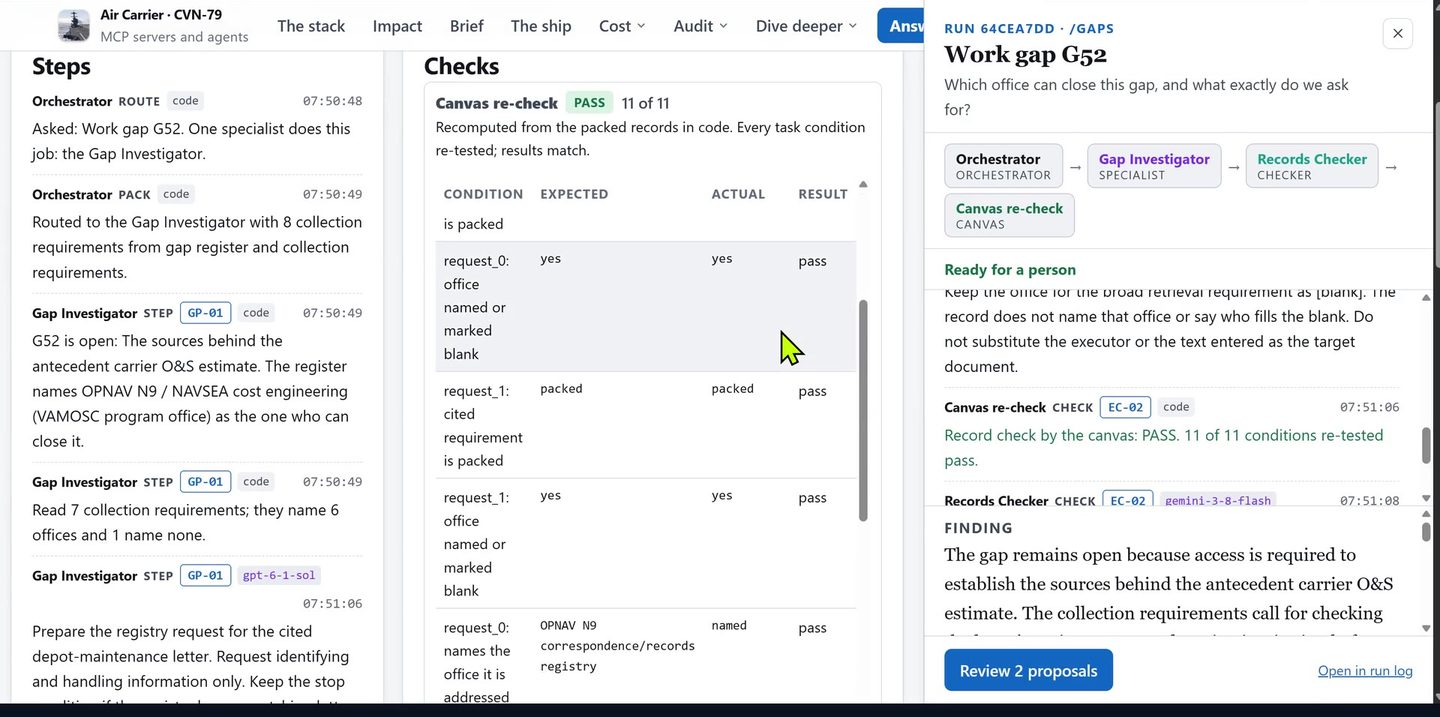 Air Carrier · CVN-79
MCP servers and agents
The stack
Impact
Brief
The ship
Cost
Audit
Dive deeper
Steps
Orchestrator ROUTE code 07:50:48
Asked: Work gap G52. One specialist does this
job: the Gap Investigator.
Orchestrator PACK code 07:50:49
Routed to the Gap Investigator with 8 collection
requirements from gap register and collection
requirements.
Gap Investigator STEP GP-01 code 07:50:49
G52 is open: The sources behind the
antecedent carrier O&S estimate. The register
names OPNAV N9 / NAVSEA cost engineering
(VAMOSC program office) as the one who can
close it.
Gap Investigator STEP GP-01 code 07:50:49
Read 7 collection requirements; they name 6
offices and 1 name none.
Gap Investigator STEP GP-01 gpt-6-1-sol
07:51:06
Prepare the registry request for the cited
depot-maintenance letter. Request identifying
and handling information only. Keep the stop
Checks
Canvas re-check PASS 11 of 11
Recomputed from the packed records in code. Every task condition
re-tested; results match.
CONDITION EXPECTED ACTUAL RESULT
is packed
request_0: yes yes pass
office
named or
marked
blank
request_1: packed packed pass
cited
requirement
is packed
request_1: yes yes pass
office
named or
marked
blank
request_0: OPNAV N9 named pass
names the correspondence/records
office it is registry
addressed
RUN 64CEA7DD · /GAPS
Work gap G52
Which office can close this gap, and what exactly do we ask
for?
Orchestrator → Gap Investigator → Records Checker →
ORCHESTRATOR SPECIALIST CHECKER
Canvas re-check
CANVAS
Ready for a person
Keep the office for the broad retrieval requirement as [blank]. The
record does not name that office or say who fills the blank. Do
not substitute the executor or the text entered as the target
document.
Canvas re-check CHECK EC-02 code 07:51:06
Record check by the canvas: PASS. 11 of 11 conditions re-tested
pass.
Records Checker CHECK EC-02 gemini-3-8-flash 07:51:08
FINDING
The gap remains open because access is required to
establish the sources behind the antecedent carrier O&S
estimate. The collection requirements call for checking
Review 2 proposals
Open in run log